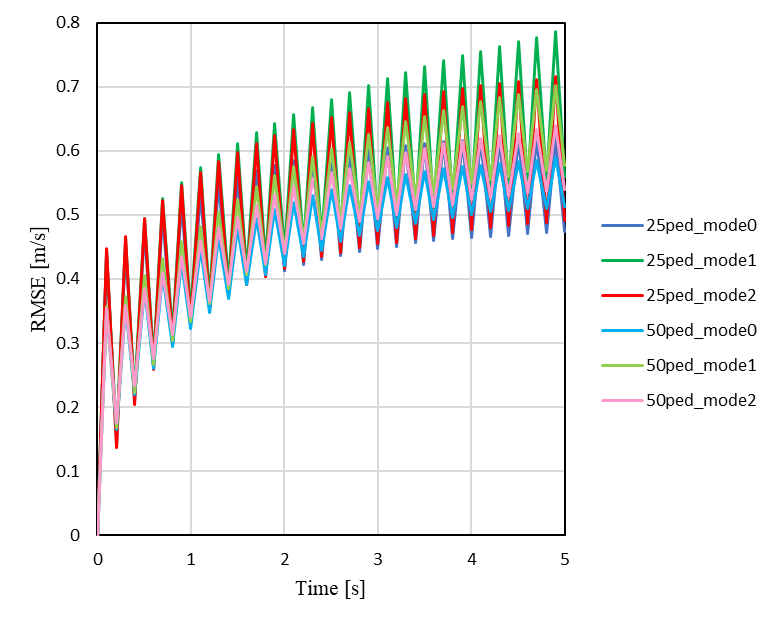 0.8
0.7
0.6
0.5
0.4
0.3
0.2
0.1
0
RMSE [m/s]
0 1 2 3 4 5
Time [s]
25ped_mode0
25ped_mode1
25ped_mode2
50ped_mode0
50ped_mode1
50ped_mode2